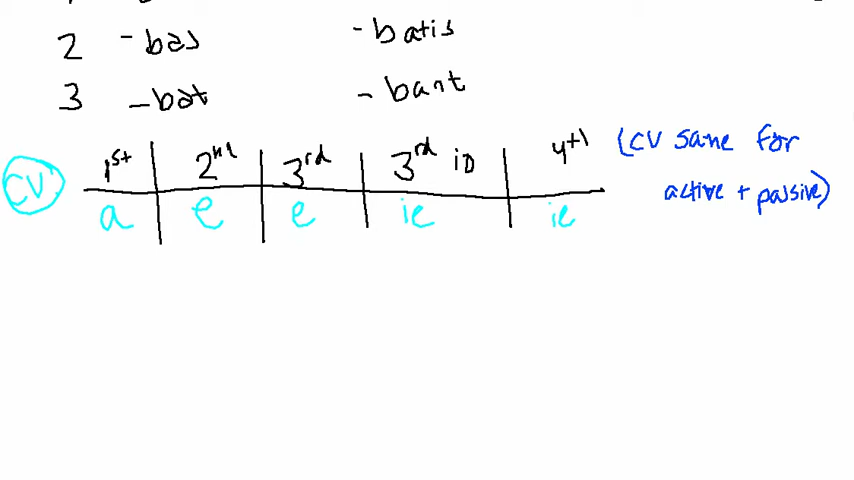 2 -bas -batis
3 -bat -bant
CV 1st 2nd 3rd 3rd io 4th (CV same for
a e e ie ie active + passive)